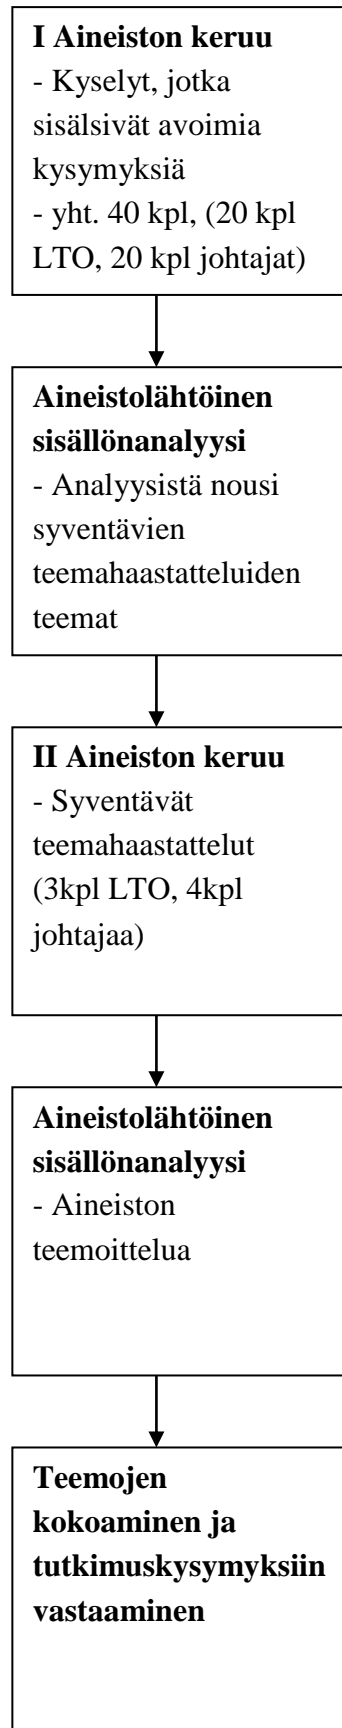 I Aineiston keruu
- Kyselyt, jotka
sisälsivät avoimia
kysymyksiä
- yht. 40 kpl, (20 kpl
LTO, 20 kpl johtajat)
Aineistolähtöinen
sisällönanalyysi
- Analyysistä nousi
syventävien
teemahaastatteluiden
teemat
II Aineiston keruu
- Syventävät
teemahaastattelut
(3kpl LTO, 4kpl
johtajaa)
Aineistolähtöinen
sisällönanalyysi
- Aineiston
teemoittelua
Teemojen
kokoaminen ja
tutkimuskysymyksiin
vastaaminen